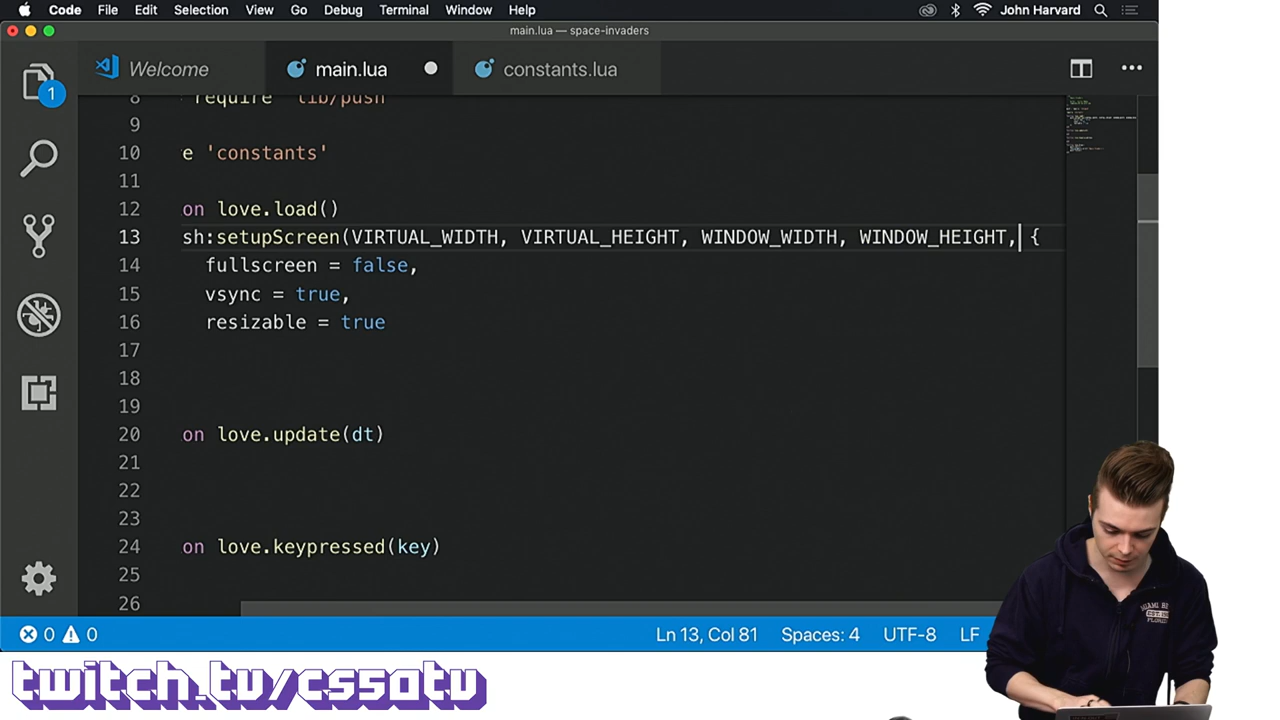 Code File Edit Selection View Go Debug Terminal Window Help John Harvard
main.lua — space-invaders
Welcome main.lua constants.lua
1
8 require 'lib/push'
9
10 e 'constants'
11
12 on love.load()
13 sh:setupScreen(VIRTUAL_WIDTH, VIRTUAL_HEIGHT, WINDOW_WIDTH, WINDOW_HEIGHT, {
14 fullscreen = false,
15 vsync = true,
16 resizable = true
17
18
19
20 on love.update(dt)
21
22
23
24 on love.keypressed(key)
25
26
0 0 Ln 13, Col 81 Spaces: 4 UTF-8 LF
twitch.tv/cs50tv